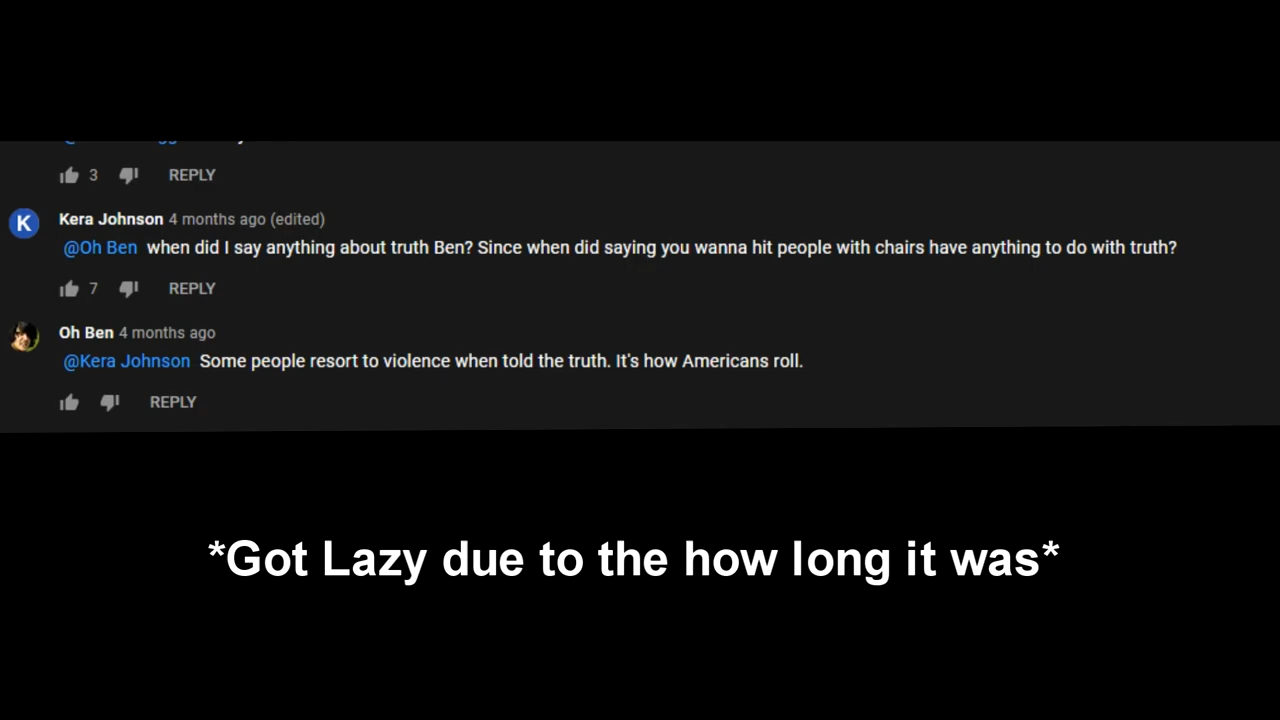 3 REPLY
K Kera Johnson 4 months ago (edited)
@Oh Ben when did I say anything about truth Ben? Since when did saying you wanna hit people with chairs have anything to do with truth?
7 REPLY
Oh Ben 4 months ago
@Kera Johnson Some people resort to violence when told the truth. It's how Americans roll.
REPLY
*Got Lazy due to the how long it was*